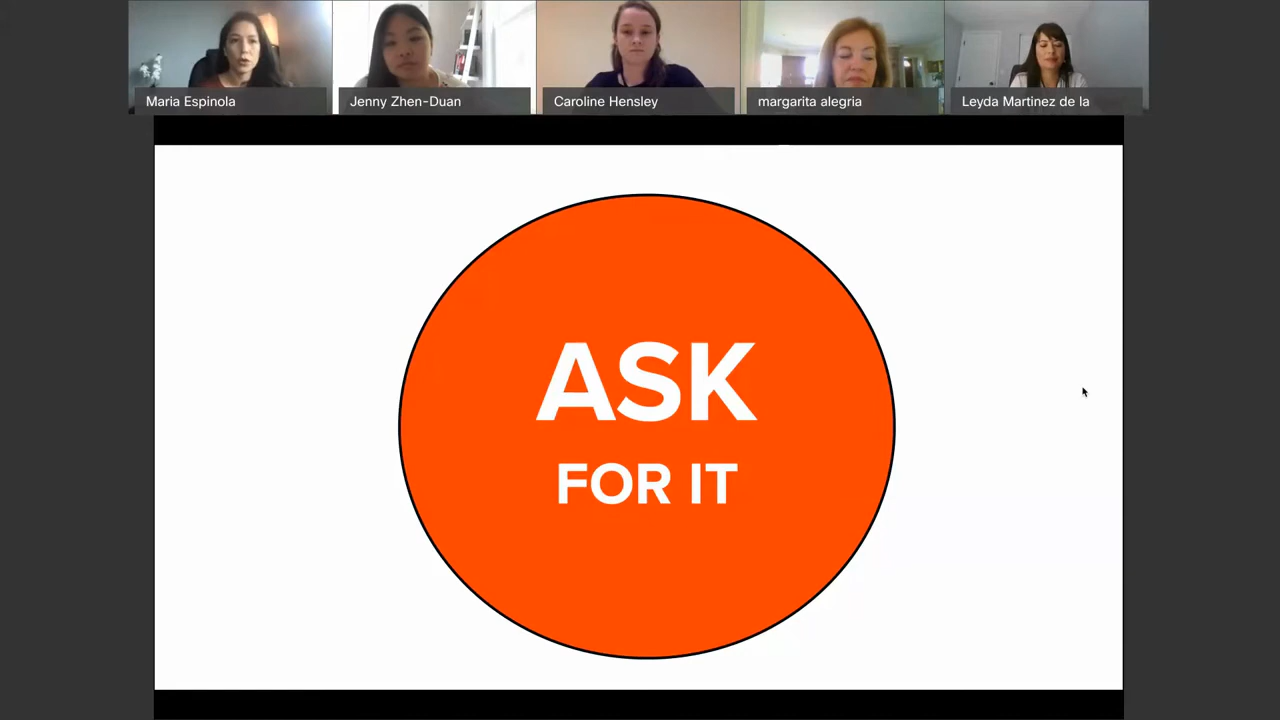 Maria Espinola
Jenny Zhen-Duan
Caroline Hensley
margarita alegria
Leyda Martinez de la
ASK
FOR IT